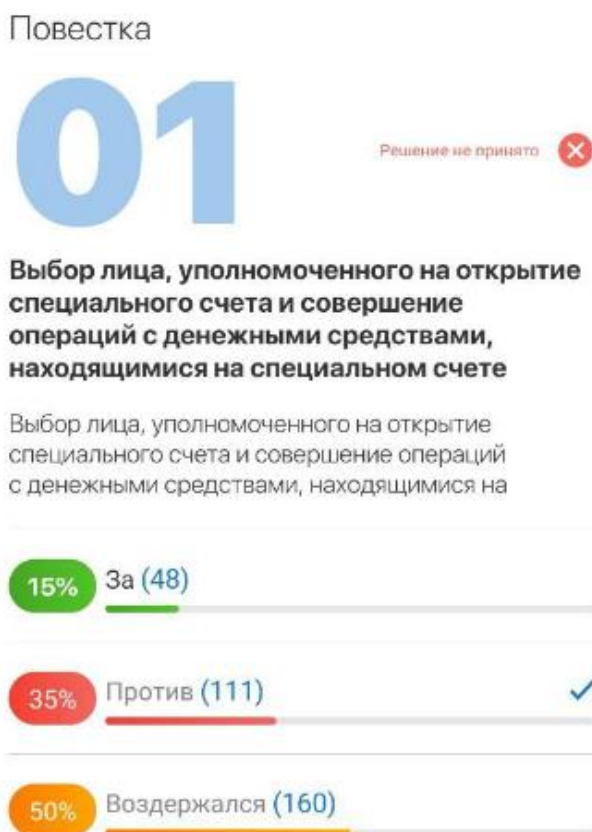 Повестка
01
Решение не принято
Выбор лица, уполномоченного на открытие
специального счета и совершение
операций с денежными средствами,
находящимися на специальном счете
Выбор лица, уполномоченного на открытие
специального счета и совершение операций
с денежными средствами, находящимися на
15% За (48)
35% Против (111)
50% Воздержался (160)